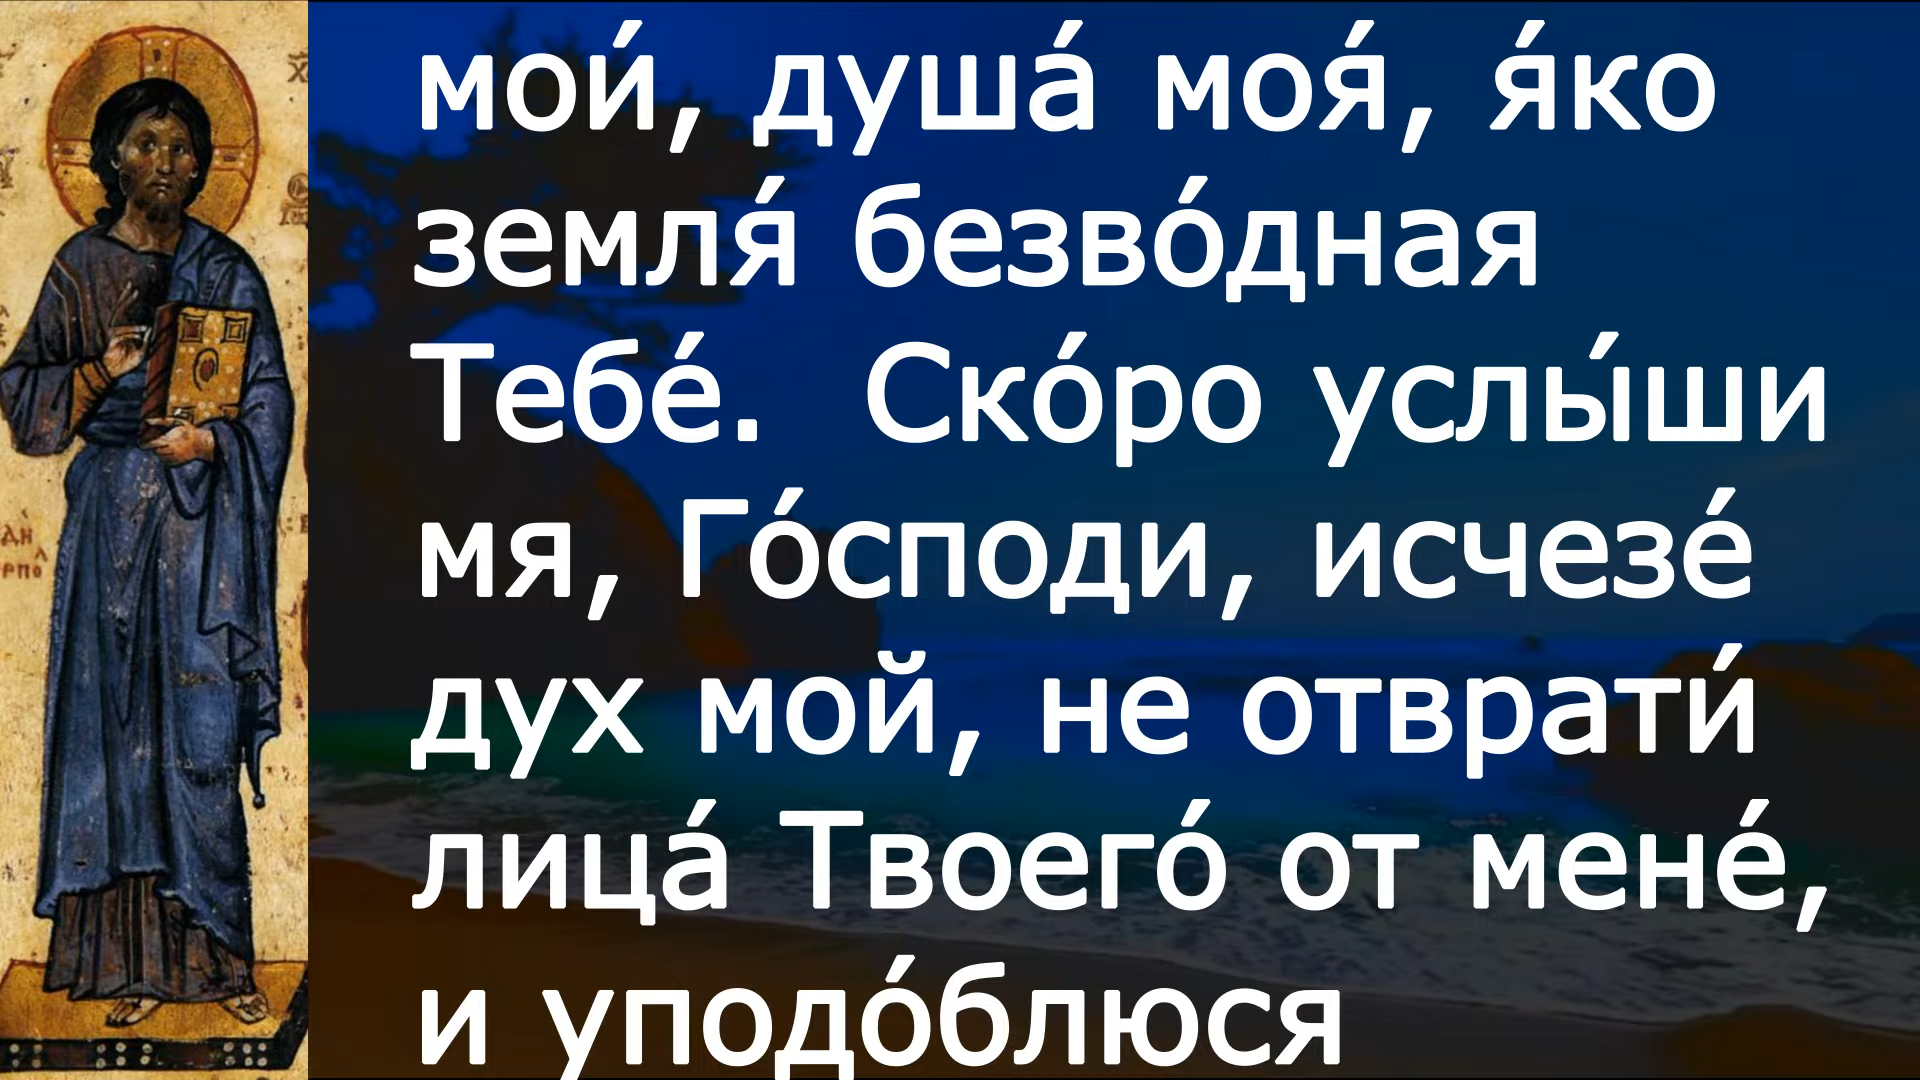 мои́, душа́ моя́, я́ко
земля́ безво́дная
Тебе́.  Ско́ро услы́ши
мя, Го́споди, исчезе́
дух мой, не отврати́
лица́ Твоего́ от мене́,
и уподо́блюся